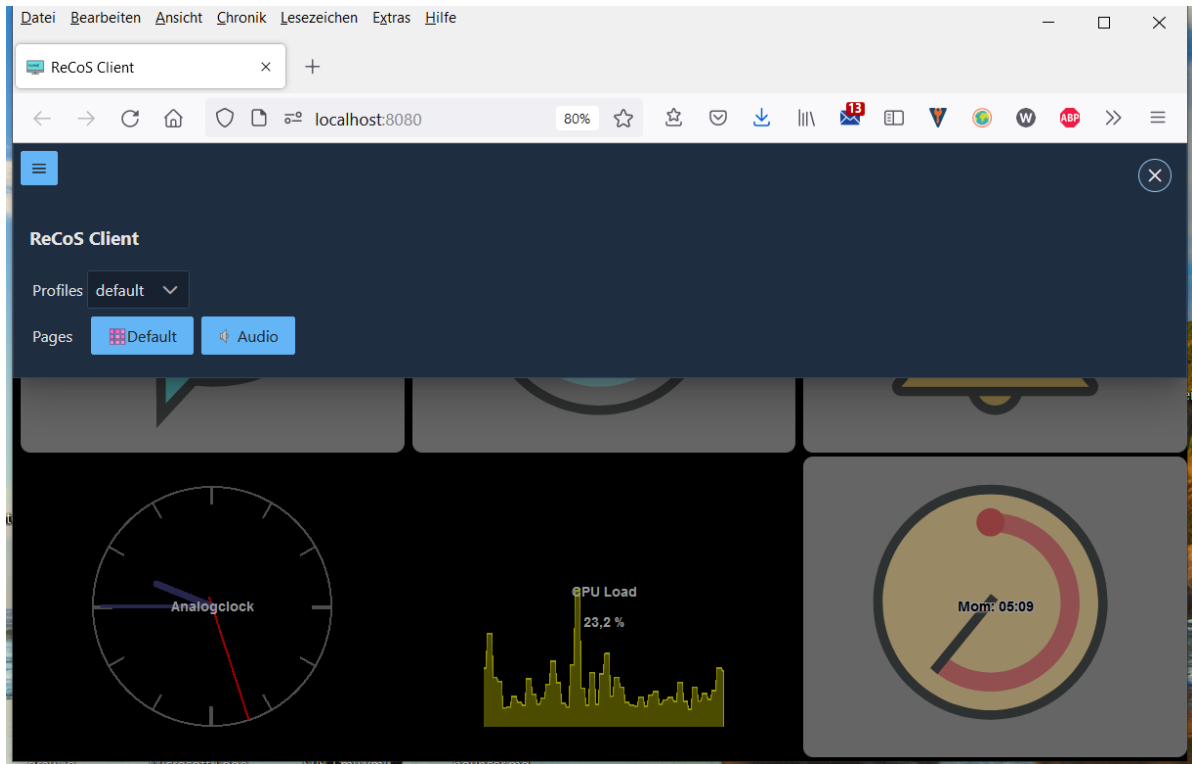 Datei Bearbeiten Ansicht Chronik Lesezeichen Extras Hilfe
ReCoS Client
localhost:8080
80%
13
W
ABP
ReCoS Client
Profiles default
Pages Default Audio
Analogclock
CPU Load
23,2 %
Mom: 05:09